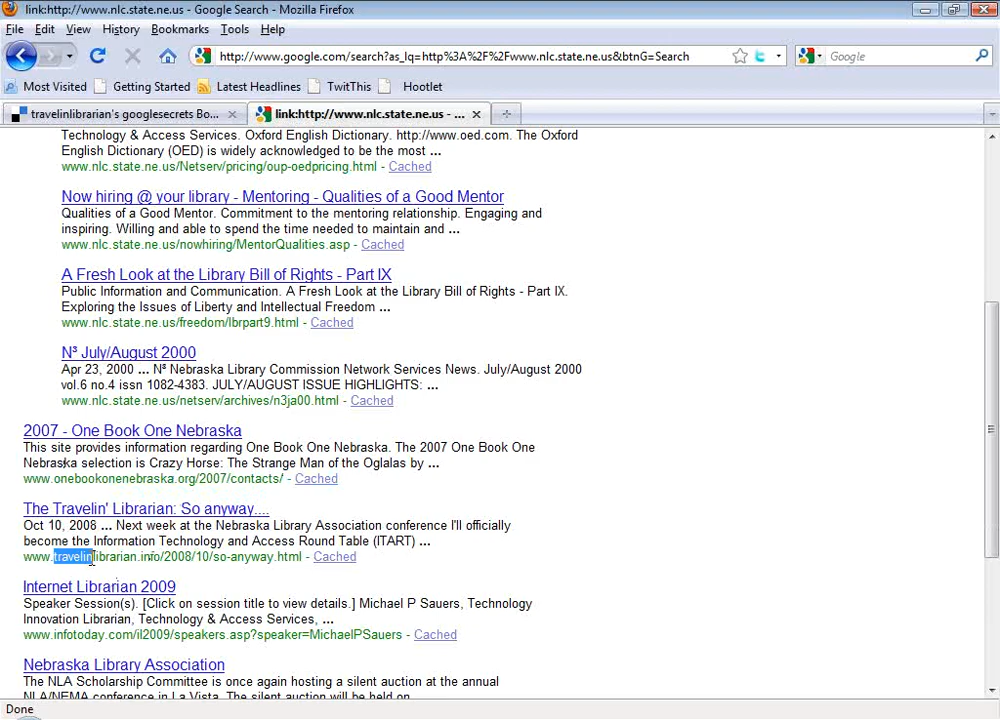 link:http://www.nlc.state.ne.us - Google Search - Mozilla Firefox
File Edit View History Bookmarks Tools Help
http://www.google.com/search?as_lq=http%3A%2F%2Fwww.nlc.state.ne.us&btnG=Search
Google
Most Visited Getting Started Latest Headlines TwitThis Hootlet
travelinlibrarian's googlesecrets Bo...
link:http://www.nlc.state.ne.us - ...
Technology & Access Services. Oxford English Dictionary. http://www.oed.com. The Oxford
English Dictionary (OED) is widely acknowledged to be the most ...
www.nlc.state.ne.us/Netserv/pricing/oup-oedpricing.html - Cached
Now hiring @ your library - Mentoring - Qualities of a Good Mentor
Qualities of a Good Mentor. Commitment to the mentoring relationship. Engaging and
inspiring. Willing and able to spend the time needed to maintain and ...
www.nlc.state.ne.us/nowhiring/MentorQualities.asp - Cached
A Fresh Look at the Library Bill of Rights - Part IX
Public Information and Communication. A Fresh Look at the Library Bill of Rights - Part IX.
Exploring the Issues of Liberty and Intellectual Freedom ...
www.nlc.state.ne.us/freedom/lbrpart9.html - Cached
N³ July/August 2000
Apr 23, 2000 ... N³ Nebraska Library Commission Network Services News. July/August 2000
vol.6 no.4 issn 1082-4383. JULY/AUGUST ISSUE HIGHLIGHTS: ...
www.nlc.state.ne.us/netserv/archives/n3ja00.html - Cached
2007 - One Book One Nebraska
This site provides information regarding One Book One Nebraska. The 2007 One Book One
Nebraska selection is Crazy Horse: The Strange Man of the Oglalas by ...
www.onebookonenebraska.org/2007/contacts/ - Cached
The Travelin' Librarian: So anyway....
Oct 10, 2008 ... Next week at the Nebraska Library Association conference I'll officially
become the Information Technology and Access Round Table (ITART) ...
www.travelinlibrarian.info/2008/10/so-anyway.html - Cached
Internet Librarian 2009
Speaker Session(s). [Click on session title to view details.] Michael P Sauers, Technology
Innovation Librarian, Technology & Access Services, ...
www.infotoday.com/il2009/speakers.asp?speaker=MichaelPSauers - Cached
Nebraska Library Association
The NLA Scholarship Committee is once again hosting a silent auction at the annual
NLA/NEMA conference in La Vista. The silent auction will be held on
Done